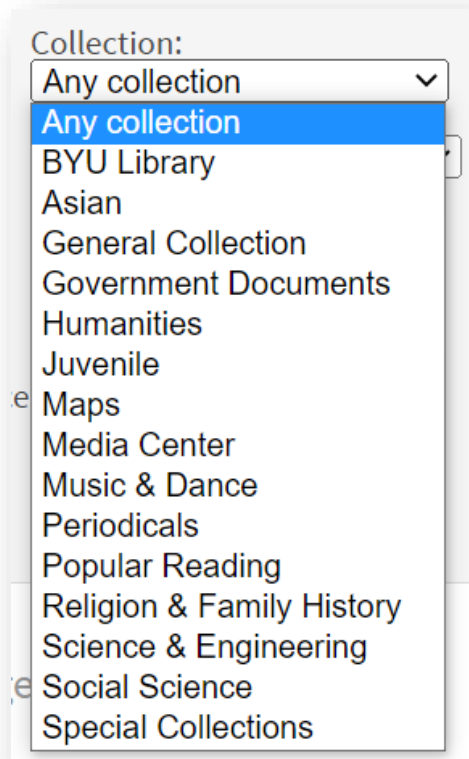 Collection:
Any collection
Any collection
BYU Library
Asian
General Collection
Government Documents
Humanities
Juvenile
Maps
Media Center
Music & Dance
Periodicals
Popular Reading
Religion & Family History
Science & Engineering
Social Science
Special Collections